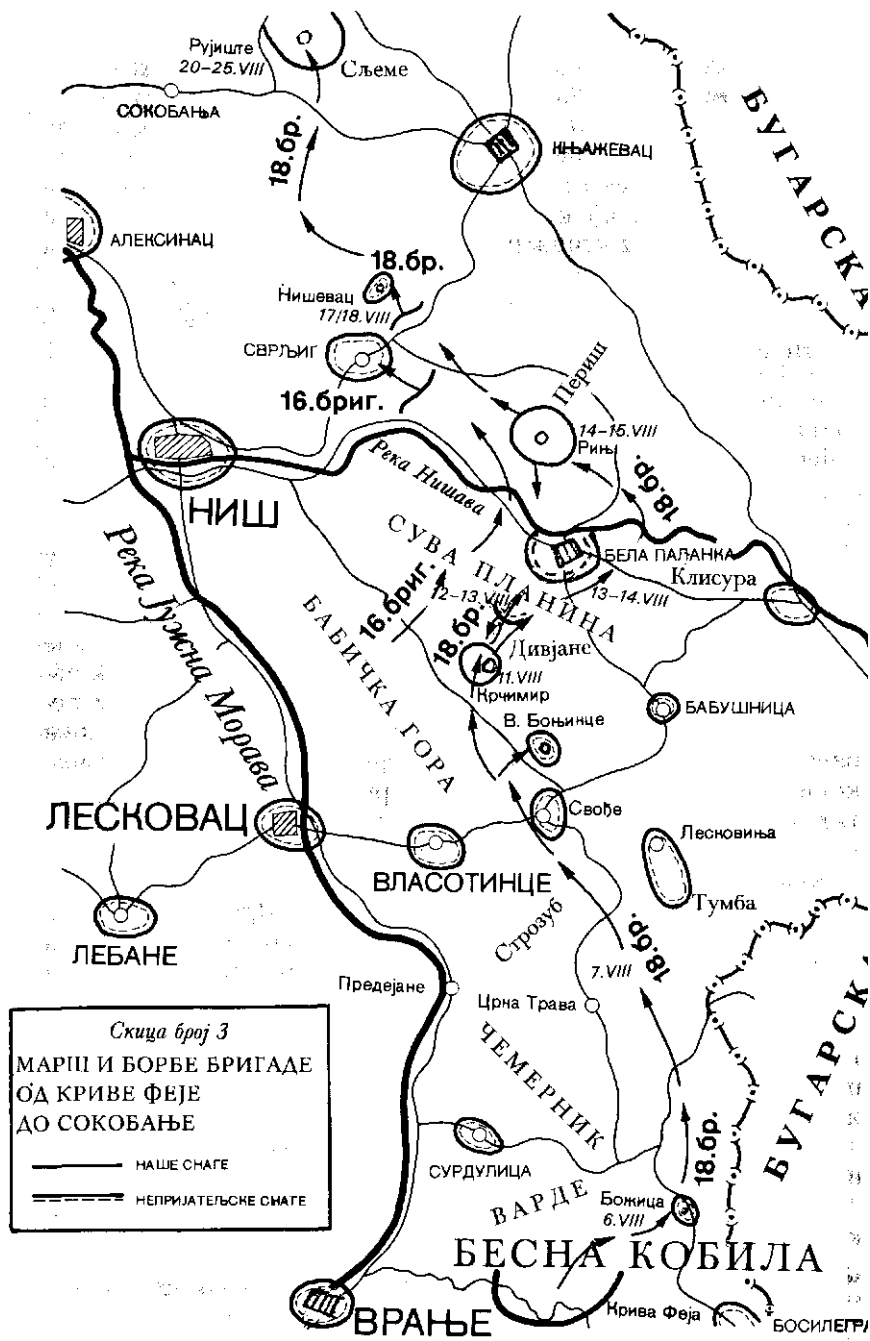 Рујиште
20–25.VIII
Сљеме
СОКОБАЊА
18.бр.
КЊАЖЕВАЦ
БУГАРСКА
АЛЕКСИНАЦ
18.бр.
Нишевац
17/18.VIII
СВРЉИГ
16.бриг.
Периш
14–15.VIII
Рињ
18.бр.
Река Нишава
НИШ
СУВА ПЛАНИНА
БЕЛА ПАЛАНКА
Клисура
16.бриг.
12–13.VIII
13–14.VIII
18.бр.
Дивјане
11.VIII
Крчимир
БАБИЧКА ГОРА
Река Јужна Морава
БАБУШНИЦА
В. Боњинце
Свође
ЛЕСКОВАЦ
ВЛАСОТИНЦЕ
Лесковиња
Тумба
ЛЕБАНЕ
Строзуб
7.VIII
18.бр.
Предејане
Црна Трава
ЧЕМЕРНИК
БУГАРСКА
Скица број 3
МАРШ И БОРБЕ БРИГАДЕ
ОД КРИВЕ ФЕЈЕ
ДО СОКОБАЊЕ
НАШЕ СНАГЕ
НЕПРИЈАТЕЉСКЕ СНАГЕ
СУРДУЛИЦА
18.бр.
ВАРДЕ
Божица
6.VIII
БЕСНА КОБИЛА
ВРАЊЕ
Крива Феја
БОСИЛЕГРА